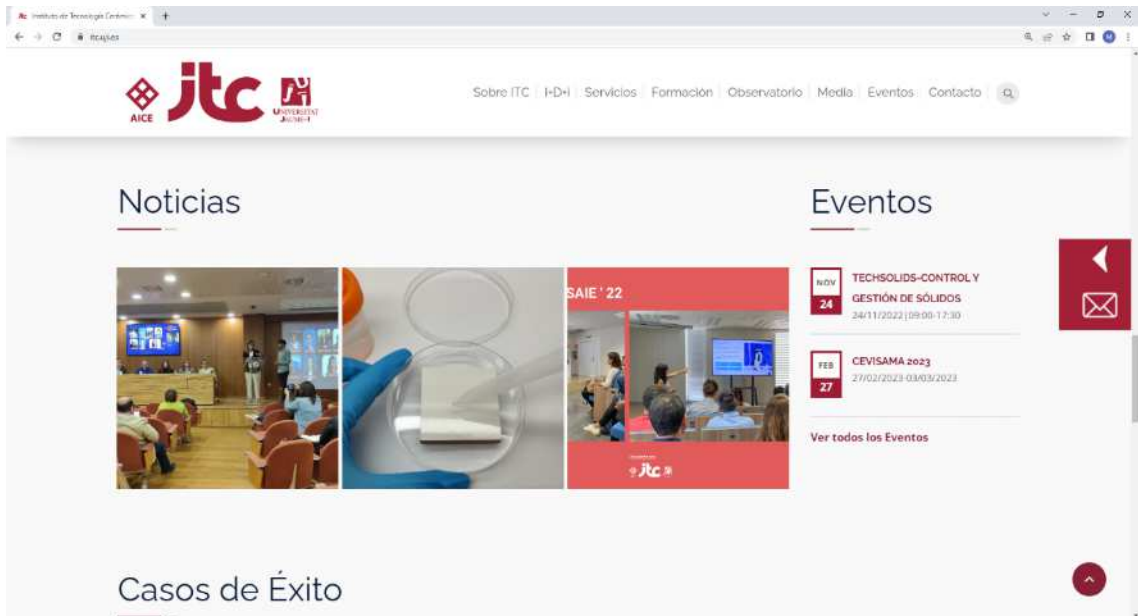 Instituto de Tecnología Cerámica
itc.uji.es
AICE
itc
UNIVERSITAT
JAUME·I
Sobre ITC
I+D+i
Servicios
Formación
Observatorio
Media
Eventos
Contacto
Noticias
SAIE '22
itc
Eventos
NOV
24
TECHSOLIDS-CONTROL Y
GESTIÓN DE SÓLIDOS
24/11/2022|09:00-17:30
FEB
27
CEVISAMA 2023
27/02/2023-03/03/2023
Ver todos los Eventos
Casos de Éxito